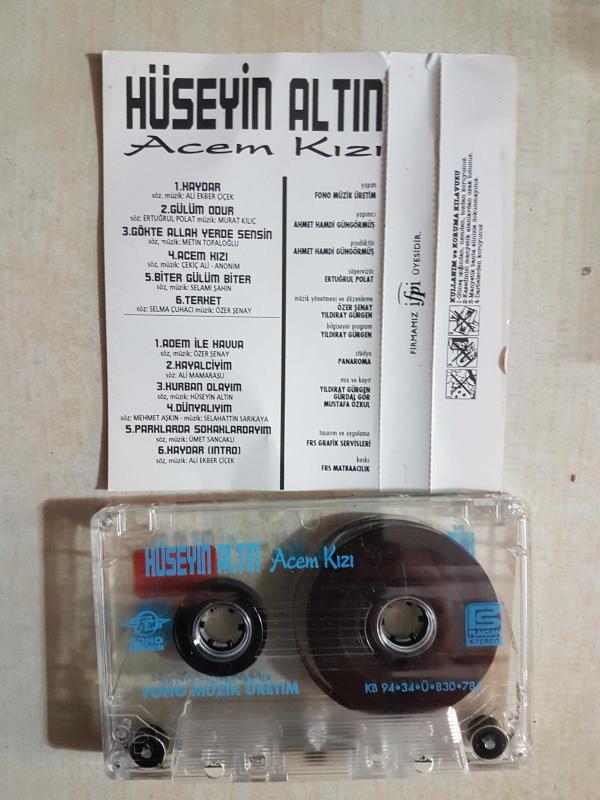 HÜSEYİN ALTIN
Acem Kızı
1.HAYDAR
söz, müzik: ALİ EKBER ÇİÇEK
2.GÜLÜM ODUR
söz: ERTUĞRUL POLAT müzik: MURAT KILIÇ
3.GÖKTE ALLAH YERDE SENSİN
söz, müzik: METİN TOPALOĞLU
4.ACEM KIZI
söz, müzik: ÇEKİÇ ALİ - ANONİM
5.BİTER GÜLÜM BİTER
söz, müzik: SELAMİ ŞAHİN
6.TERKET
söz: SELMA ÇUHACI müzik: ÖZER ŞENAY
1.ADEM İLE HAVVA
söz, müzik: ÖZER ŞENAY
2.HAYALCİYİM
söz: ALİ MAMARAŞLI
3.KURBAN OLAYIM
söz, müzik: HÜSEYİN ALTIN
4.DÜNYALIYIM
söz: MEHMET AŞKIN - müzik: SELAHATTİN SARIKAYA
5.PARKLARDA SOKAKLARDAYIM
söz, müzik: ÜMET SANCAKLI
6.HAYDAR (INTRO)
söz, müzik: ALİ EKBER ÇİÇEK
yapım
FONO MÜZİK ÜRETİM
yapımcı
AHMET HAMDİ GÜNGÖRMÜŞ
prodüktör
AHMET HAMDİ GÜNGÖRMÜŞ
süpervizör
ERTUĞRUL POLAT
müzik yönetmeni ve düzenleme
ÖZER ŞENAY
YILDIRAY GÜRGEN
bilgisayar program
YILDIRAY GÜRGEN
stüdyo
PANAROMA
mix ve kayıt
YILDIRAY GÜRGEN
GÜRDAL GÖR
MUSTAFA ÖZKUL
tasarım ve uygulama
FRS GRAFİK SERVİSLERİ
baskı
FRS MATBAACILIK
FİRMAMIZ ifpi ÜYESİDİR.
KULLANIM ve KORUMA KILAVUZU
HÜSEYİN ALTIN Acem Kızı
FONO
PLAKSAN
STEREO
FONO MÜZİK ÜRETİM
KB 94•34•Ü•830•78